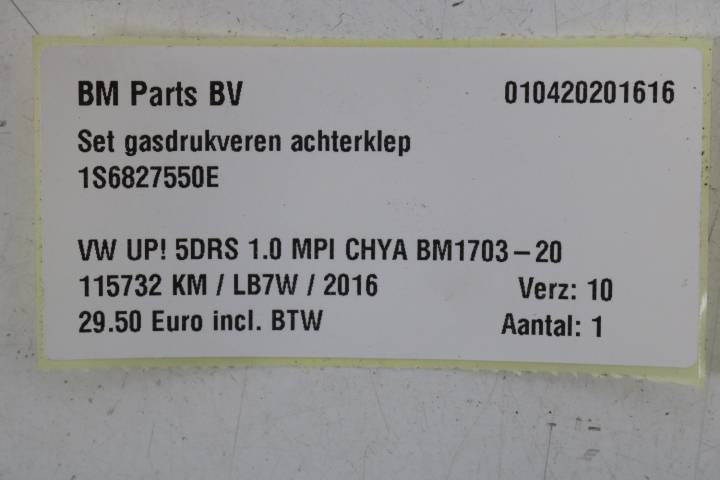 BM Parts BV 010420201616
Set gasdrukveren achterklep
1S6827550E
VW UP! 5DRS 1.0 MPI CHYA BM1703-20
115732 KM / LB7W / 2016 Verz: 10
29.50 Euro incl. BTW Aantal: 1